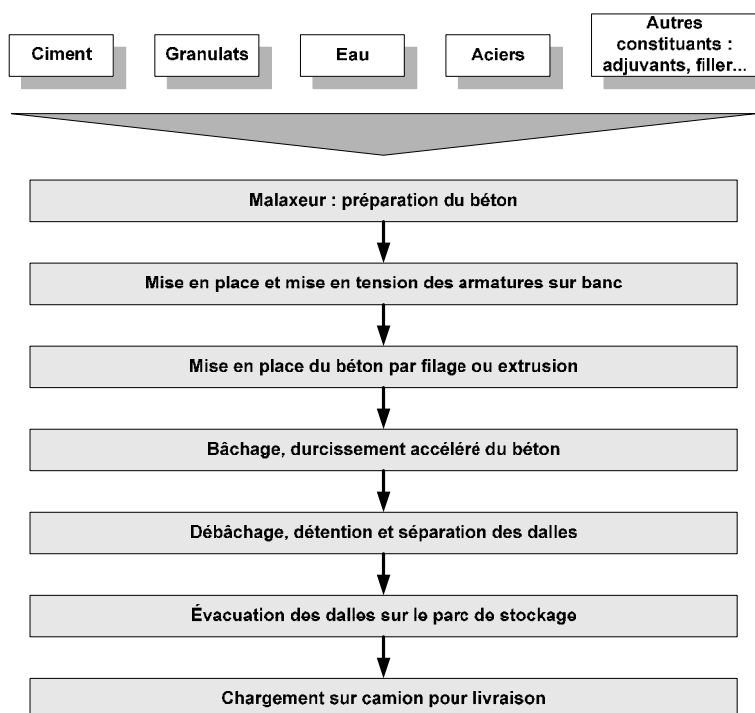 Ciment
Granulats
Eau
Aciers
Autres
constituants :
adjuvants, filler...
Malaxeur : préparation du béton
Mise en place et mise en tension des armatures sur banc
Mise en place du béton par filage ou extrusion
Bâchage, durcissement accéléré du béton
Débâchage, détention et séparation des dalles
Évacuation des dalles sur le parc de stockage
Chargement sur camion pour livraison